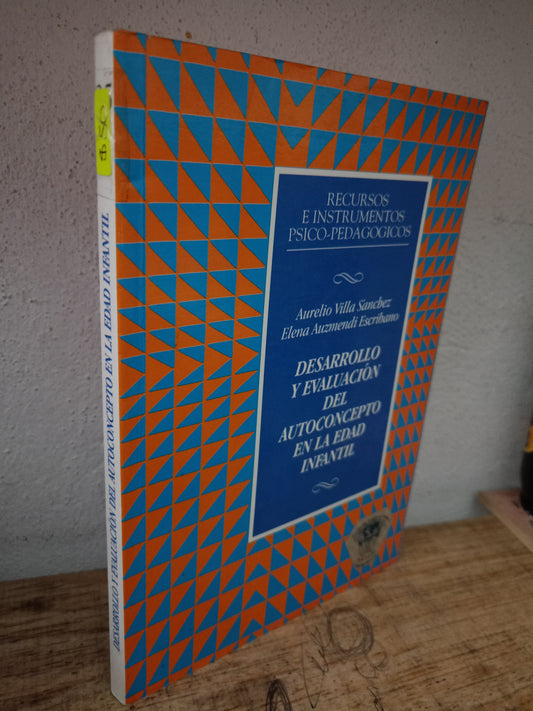 RECURSOS
E INSTRUMENTOS
PSICO-PEDAGOGICOS
Aurelio Villa Sánchez
Elena Auzmendi Escribano
DESARROLLO
Y EVALUACIÓN
DEL
AUTOCONCEPTO
EN LA EDAD
INFANTIL
DESARROLLO Y EVALUACIÓN DEL AUTOCONCEPTO EN LA EDAD INFANTIL
$ 50